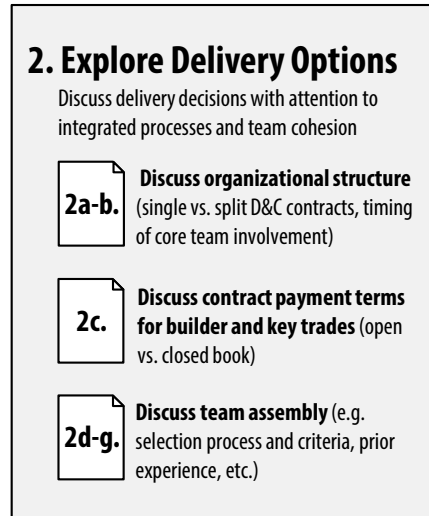 2. Explore Delivery Options
Discuss delivery decisions with attention to
integrated processes and team cohesion
2a-b.
Discuss organizational structure
(single vs. split D&C contracts, timing
of core team involvement)
2c.
Discuss contract payment terms
for builder and key trades (open
vs. closed book)
2d-g.
Discuss team assembly (e.g.
selection process and criteria, prior
experience, etc.)